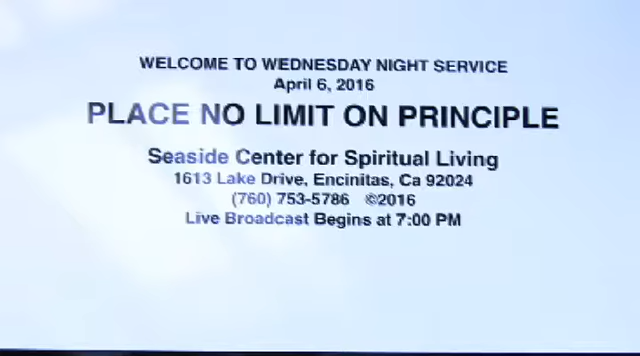 WELCOME TO WEDNESDAY NIGHT SERVICE
April 6, 2016
PLACE NO LIMIT ON PRINCIPLE
Seaside Center for Spiritual Living
1613 Lake Drive, Encinitas, Ca 92024
(760) 753-5786 ©2016
Live Broadcast Begins at 7:00 PM